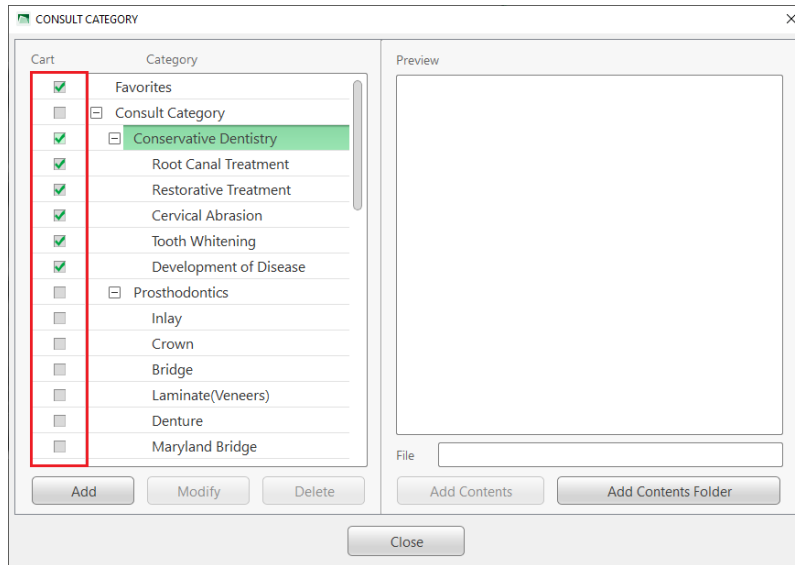 CONSULT CATEGORY
Cart Category
Favorites
Consult Category
Conservative Dentistry
Root Canal Treatment
Restorative Treatment
Cervical Abrasion
Tooth Whitening
Development of Disease
Prosthodontics
Inlay
Crown
Bridge
Laminate(Veneers)
Denture
Maryland Bridge
Add Modify Delete
Preview
File
Add Contents Add Contents Folder
Close